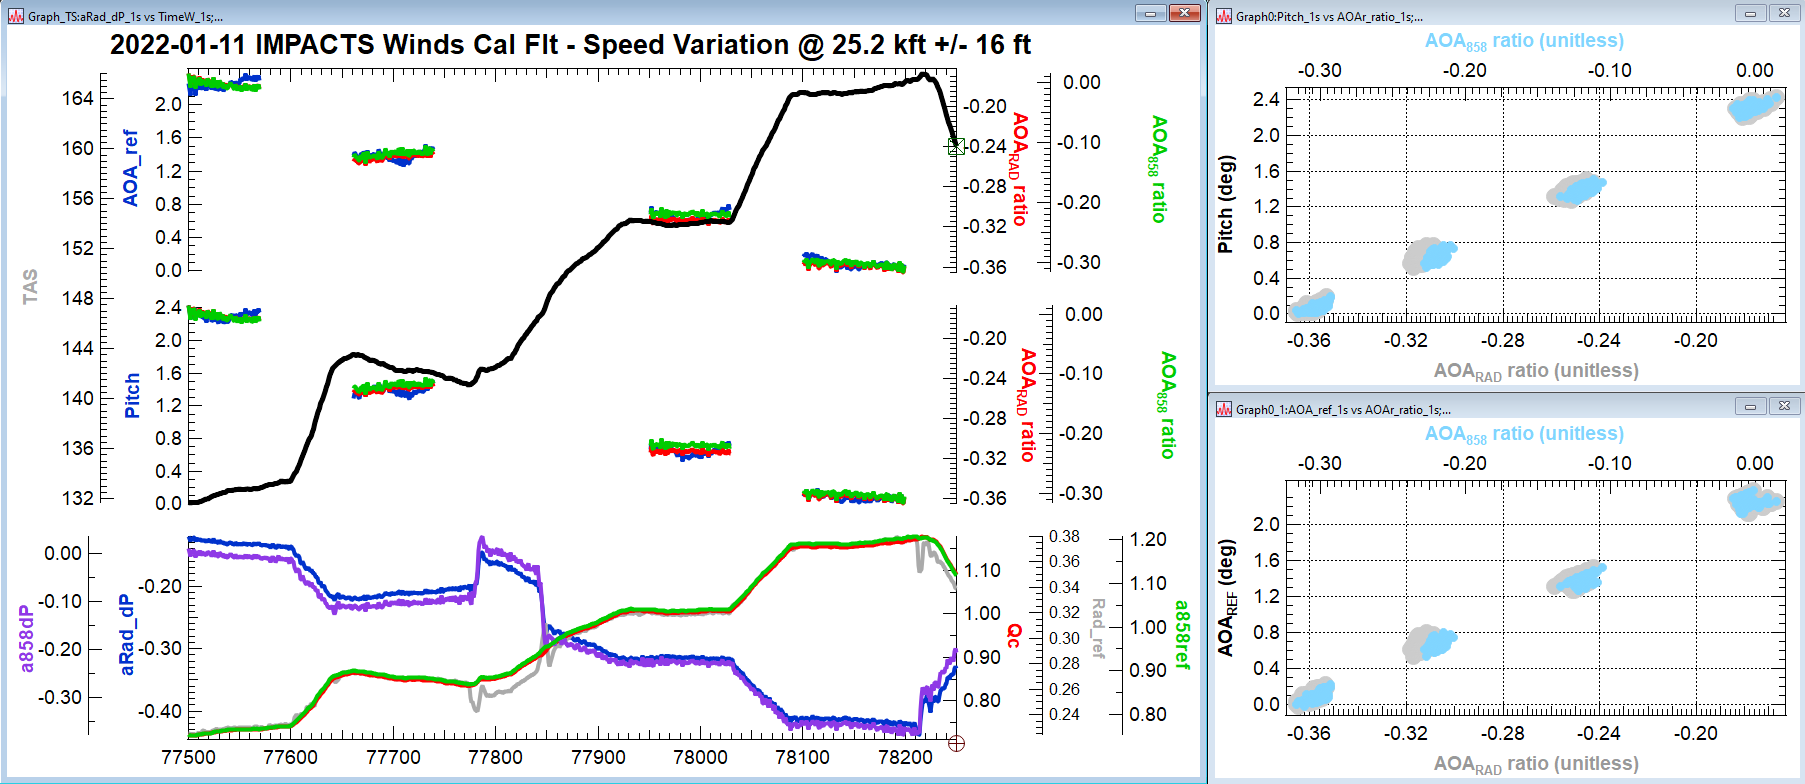 Graph_TS:aRad_dP_1s vs TimeW_1s;...
2022-01-11 IMPACTS Winds Cal Flt - Speed Variation @ 25.2 kft +/- 16 ft
TAS
164
160
156
152
148
144
140
136
132
AOA_ref
2.0
1.6
1.2
0.8
0.4
0.0
-0.20
-0.24
-0.28
-0.32
-0.36
AOARAD ratio
0.00
-0.10
-0.20
-0.30
AOA858 ratio
Pitch
2.4
2.0
1.6
1.2
0.8
0.4
0.0
-0.20
-0.24
-0.28
-0.32
-0.36
AOARAD ratio
0.00
-0.10
-0.20
-0.30
AOA858 ratio
a858dP
0.00
-0.10
-0.20
-0.30
aRad_dP
-0.20
-0.30
-0.40
1.10
1.00
0.90
0.80
Qc
0.38
0.36
0.34
0.32
0.30
0.28
0.26
0.24
Rad_ref
1.20
1.10
1.00
0.90
0.80
a858ref
77500 77600 77700 77800 77900 78000 78100 78200
Graph0:Pitch_1s vs AOAr_ratio_1s;...
AOA858 ratio (unitless)
-0.30 -0.20 -0.10 0.00
Pitch (deg)
2.4
2.0
1.6
1.2
0.8
0.4
0.0
-0.36 -0.32 -0.28 -0.24 -0.20
AOARAD ratio (unitless)
Graph0_1:AOA_ref_1s vs AOAr_ratio_1s;...
AOA858 ratio (unitless)
-0.30 -0.20 -0.10 0.00
AOAREF (deg)
2.0
1.6
1.2
0.8
0.4
0.0
-0.36 -0.32 -0.28 -0.24 -0.20
AOARAD ratio (unitless)